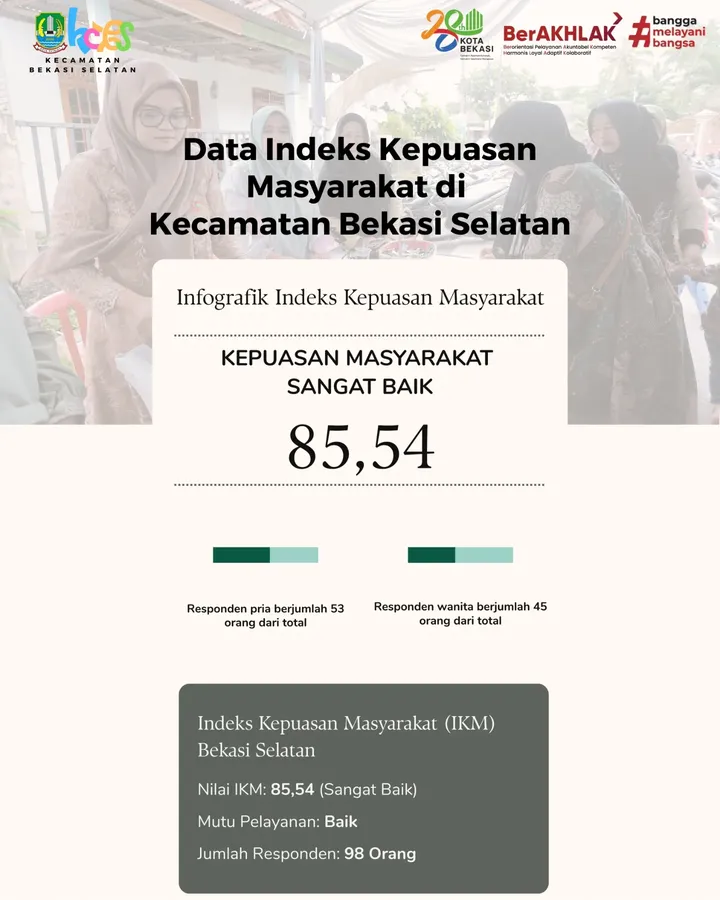 KECAMATAN
BEKASI SELATAN
KOTA
BEKASI
BerAKHLAK
Berorientasi Pelayanan Akuntabel Kompeten
Harmonis Loyal Adaptif Kolaboratif
#bangga
melayani
bangsa
Data Indeks Kepuasan
Masyarakat di
Kecamatan Bekasi Selatan
Infografik Indeks Kepuasan Masyarakat
KEPUASAN MASYARAKAT
SANGAT BAIK
85,54
Responden pria berjumlah 53
orang dari total
Responden wanita berjumlah 45
orang dari total
Indeks Kepuasan Masyarakat (IKM)
Bekasi Selatan
Nilai IKM: 85,54 (Sangat Baik)
Mutu Pelayanan: Baik
Jumlah Responden: 98 Orang